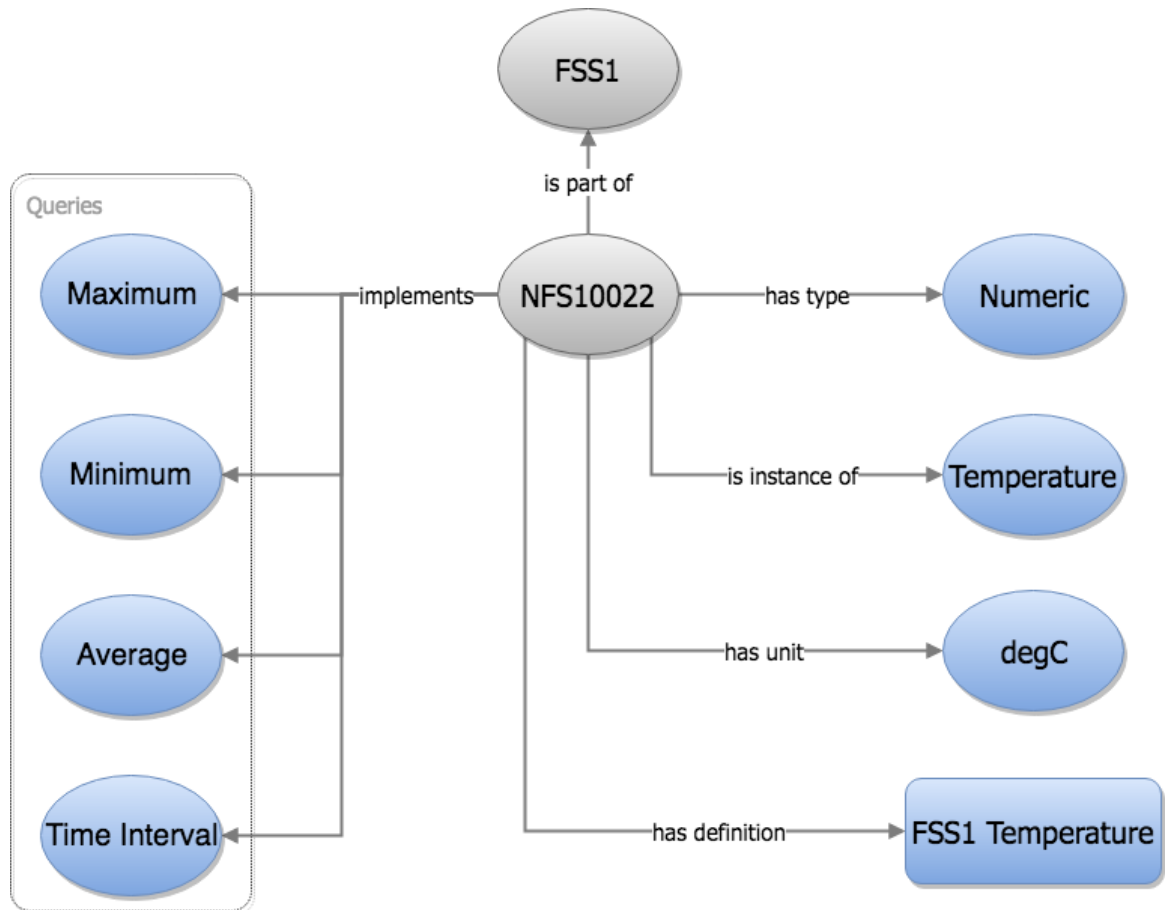 FSS1
is part of
Queries
Maximum
implements
NFS10022
has type
Numeric
Minimum
is instance of
Temperature
Average
has unit
degC
Time Interval
has definition
FSS1 Temperature